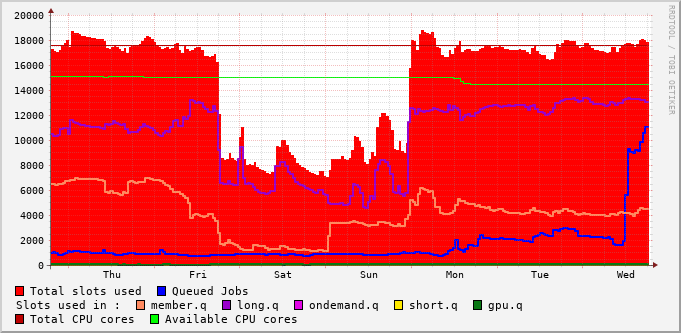 20000
18000
16000
14000
12000
10000
8000
6000
4000
2000
0
Thu Fri Sat Sun Mon Tue Wed
RRDTOOL / TOBI OETIKER
Total slots used Queued Jobs
Slots used in : member.q long.q ondemand.q short.q gpu.q
Total CPU cores Available CPU cores